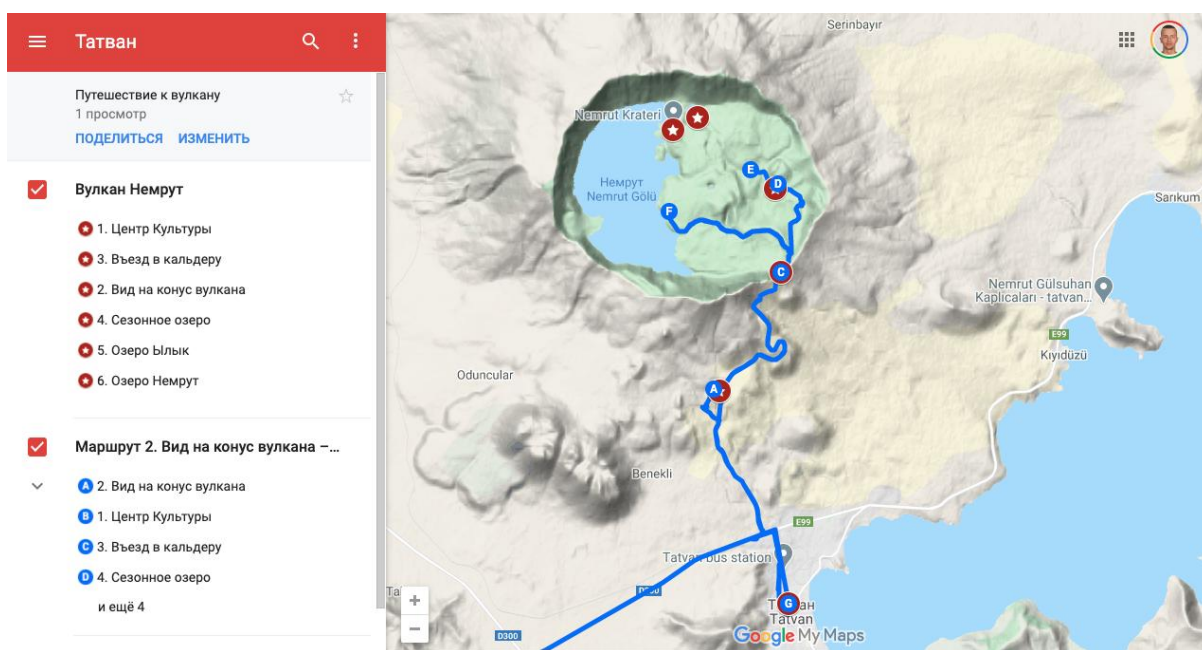 Татван
Путешествие к вулкану
1 просмотр
ПОДЕЛИТЬСЯ ИЗМЕНИТЬ
Вулкан Немрут
1. Центр Культуры
3. Въезд в кальдеру
2. Вид на конус вулкана
4. Сезонное озеро
5. Озеро Ылык
6. Озеро Немрут
Маршрут 2. Вид на конус вулкана –...
A 2. Вид на конус вулкана
B 1. Центр Культуры
C 3. Въезд в кальдеру
D 4. Сезонное озеро
и ещё 4
Serinbayır
Nemrut Krateri
E
D
Немрут
Nemrut Gölü
F
Sarıkum
C
Nemrut Gülsuhan
Kaplicaları - tatvan...
E99
Kıyıdüzü
Oduncular
A
Benekli
E99
Tatvan bus station
G
Tatvan
D300
Google My Maps